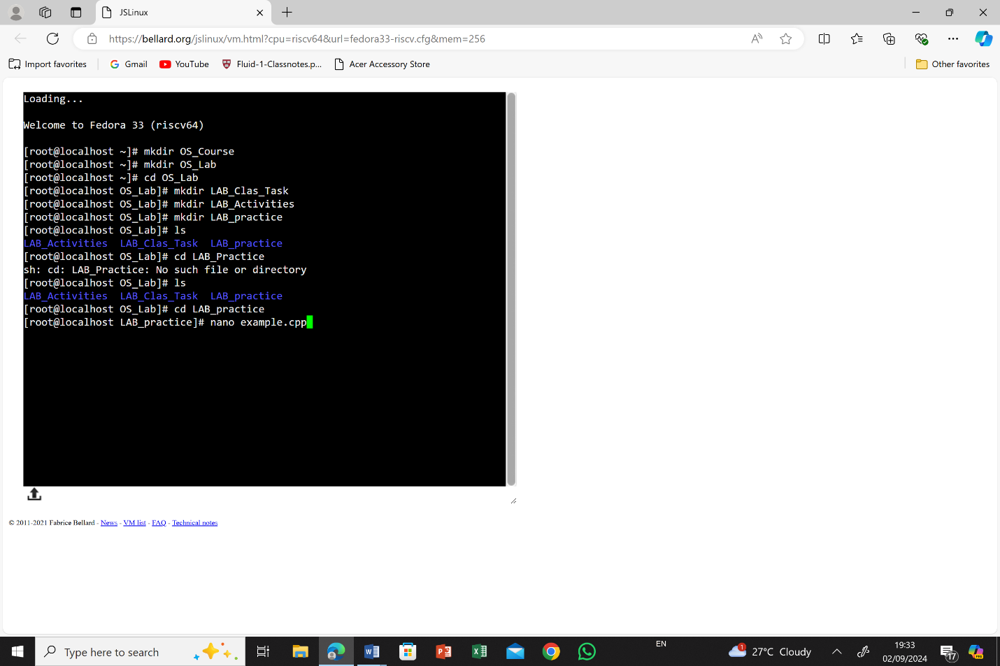 JSLinux
https://bellard.org/jslinux/vm.html?cpu=riscv64&url=fedora33-riscv.cfg&mem=256
Import favorites
Gmail
YouTube
Fluid-1-Classnotes.p...
Acer Accessory Store
Other favorites
Loading...
Welcome to Fedora 33 (riscv64)
[root@localhost ~]# mkdir OS_Course
[root@localhost ~]# mkdir OS_Lab
[root@localhost ~]# cd OS_Lab
[root@localhost OS_Lab]# mkdir LAB_Clas_Task
[root@localhost OS_Lab]# mkdir LAB_Activities
[root@localhost OS_Lab]# mkdir LAB_practice
[root@localhost OS_Lab]# ls
LAB_Activities  LAB_Clas_Task  LAB_practice
[root@localhost OS_Lab]# cd LAB_Practice
sh: cd: LAB_Practice: No such file or directory
[root@localhost OS_Lab]# ls
LAB_Activities  LAB_Clas_Task  LAB_practice
[root@localhost OS_Lab]# cd LAB_practice
[root@localhost LAB_practice]# nano example.cpp
© 2011-2021 Fabrice Bellard - News - VM list - FAQ - Technical notes
Type here to search
EN
1
27°C Cloudy
19:33
02/09/2024
17